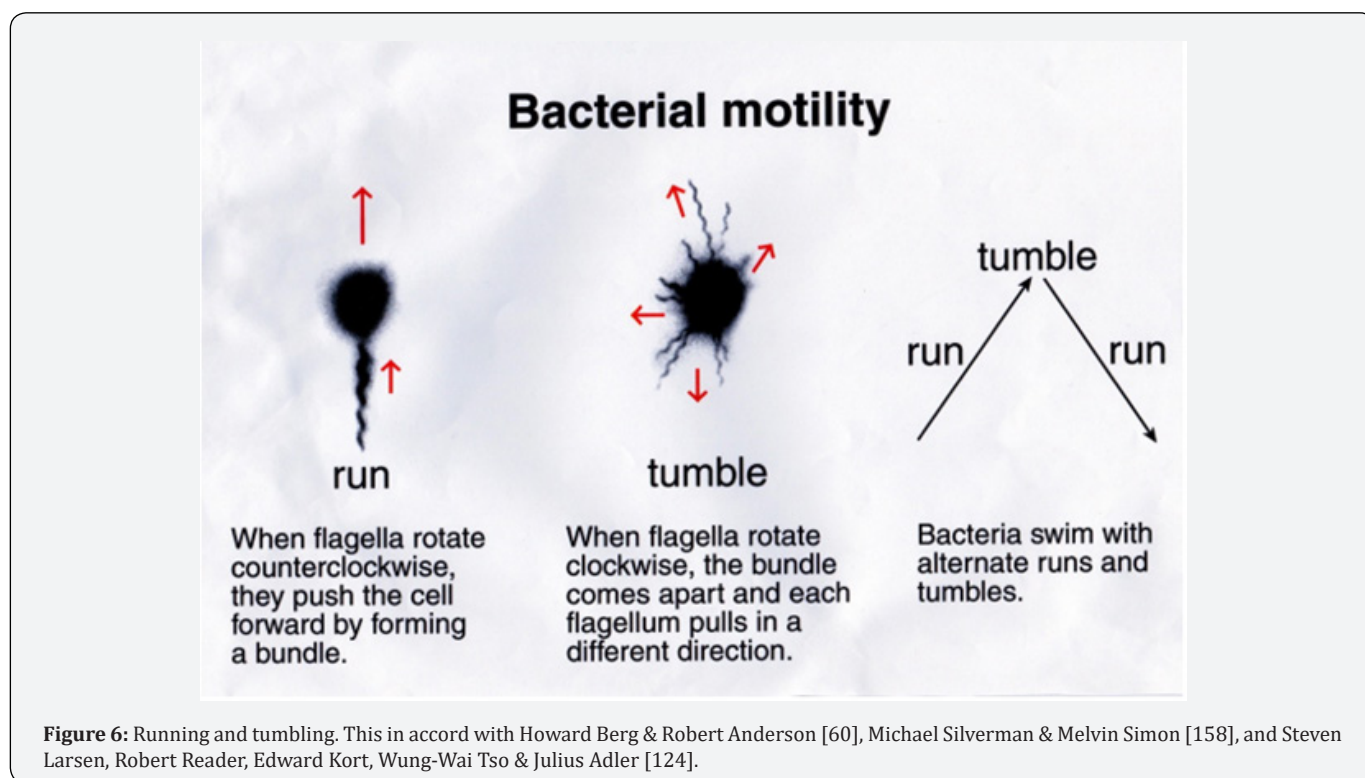 Bacterial motility
run
When flagella rotate
counterclockwise,
they push the cell
forward by forming
a bundle.
tumble
When flagella rotate
clockwise, the bundle
comes apart and each
flagellum pulls in a
different direction.
tumble
run
run
Bacteria swim with
alternate runs and
tumbles.
Figure 6: Running and tumbling. This in accord with Howard Berg & Robert Anderson [60], Michael Silverman & Melvin Simon [158], and Steven
Larsen, Robert Reader, Edward Kort, Wung-Wai Tso & Julius Adler [124].